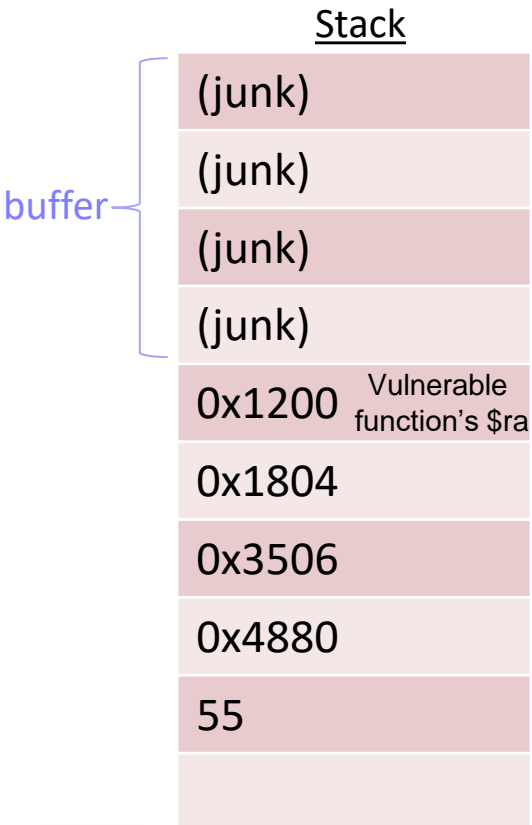 Stack
(junk)
(junk)
buffer
(junk)
(junk)
0x1200
Vulnerable
function's $ra
0x1804
0x3506
0x4880
55